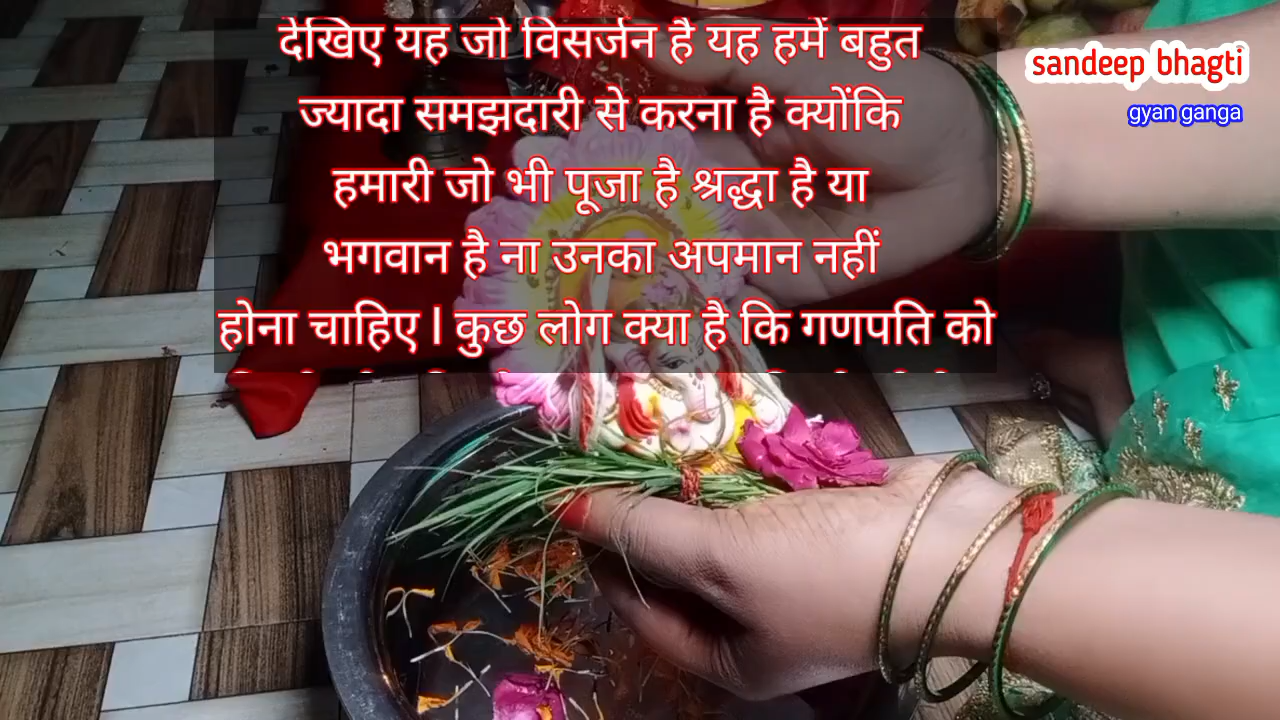 देखिए यह जो विसर्जन है यह हमें बहुत
ज्यादा समझदारी से करना है क्योंकि
हमारी जो भी पूजा है श्रद्धा है या
भगवान है ना उनका अपमान नहीं
होना चाहिए l कुछ लोग क्या है कि गणपति को
sandeep bhagti
gyan ganga